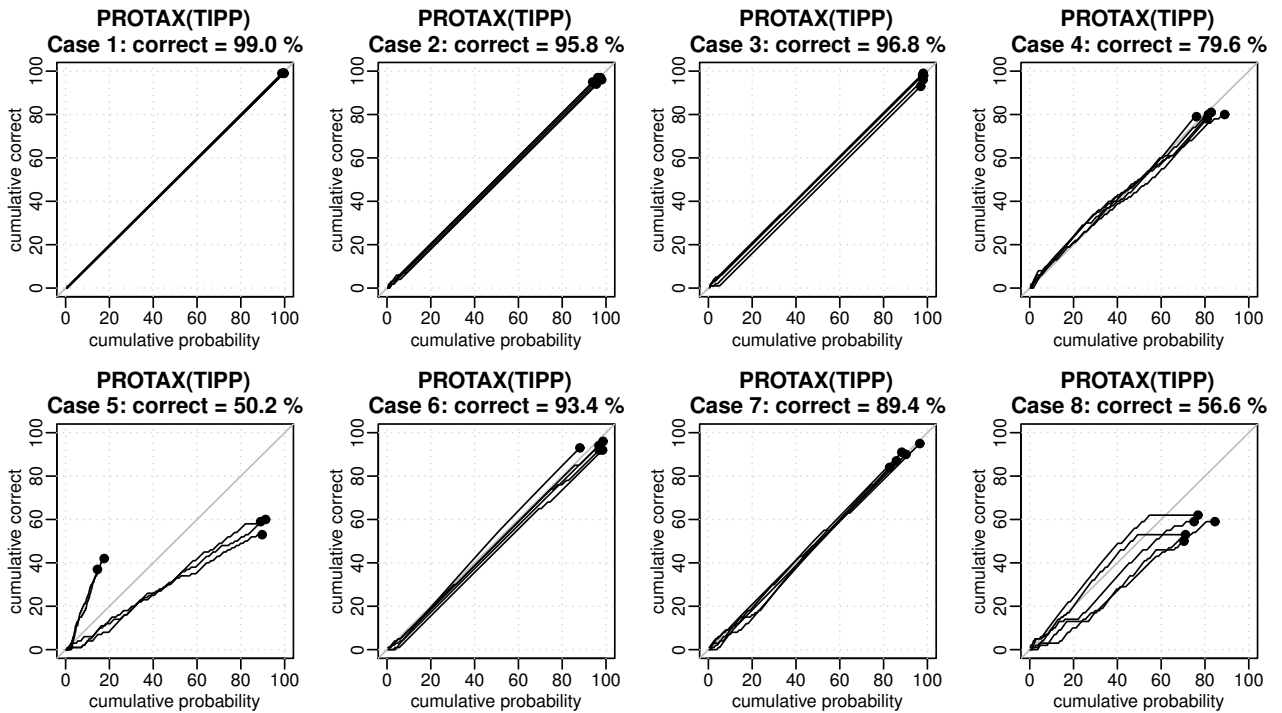 PROTAX(TIPP) PROTAX(TIPP) PROTAX(TIPP) PROTAX(TIPP)
Case 1: correct = 99.0 % Case 2: correct = 95.8 % Case 3: correct = 96.8 % Case 4: correct = 79.6 %
cumulative correct cumulative correct cumulative correct cumulative correct
100 100 100 100
80 80 80 80
60 60 60 60
40 40 40 40
20 20 20 20
0 0 0 0
0 20 40 60 80 100 0 20 40 60 80 100 0 20 40 60 80 100 0 20 40 60 80 100
cumulative probability cumulative probability cumulative probability cumulative probability
PROTAX(TIPP) PROTAX(TIPP) PROTAX(TIPP) PROTAX(TIPP)
Case 5: correct = 50.2 % Case 6: correct = 93.4 % Case 7: correct = 89.4 % Case 8: correct = 56.6 %
cumulative correct cumulative correct cumulative correct cumulative correct
100 100 100 100
80 80 80 80
60 60 60 60
40 40 40 40
20 20 20 20
0 0 0 0
0 20 40 60 80 100 0 20 40 60 80 100 0 20 40 60 80 100 0 20 40 60 80 100
cumulative probability cumulative probability cumulative probability cumulative probability